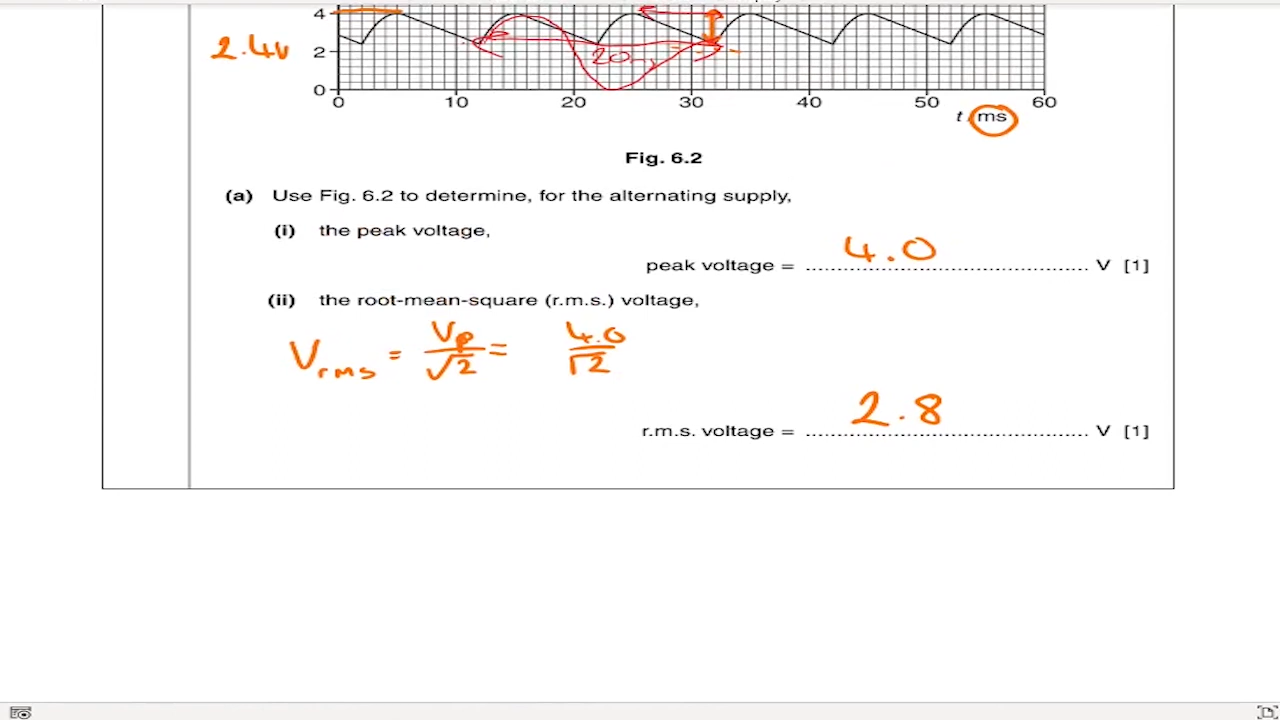 4
2.4v
2
20m
0
0 10 20 30 40 50 60
t / ms
Fig. 6.2
(a) Use Fig. 6.2 to determine, for the alternating supply,
(i) the peak voltage,
4.0
peak voltage = ........................................ V [1]
(ii) the root-mean-square (r.m.s.) voltage,
Vrms = Vp/√2 = 4.0/√2
2.8
r.m.s. voltage = ........................................ V [1]